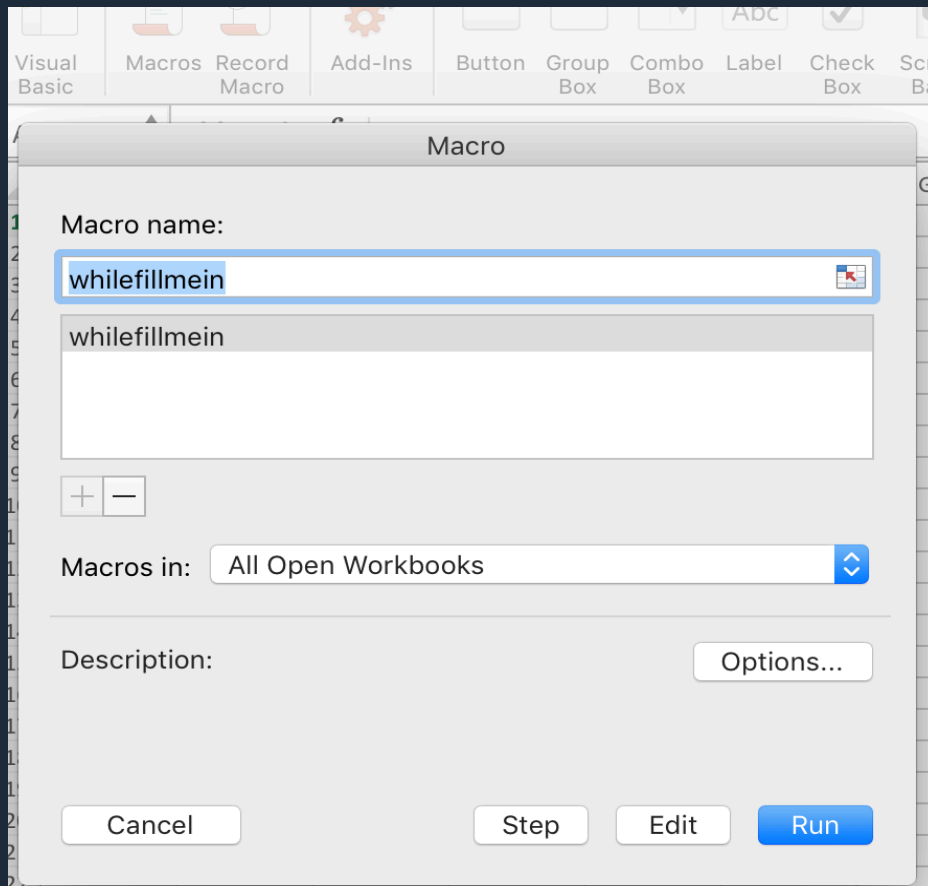 Abc
Visual Basic
Macros
Record Macro
Add-Ins
Button
Group Box
Combo Box
Label
Check Box
Macro
Macro name:
whilefillmein
whilefillmein
Macros in:
All Open Workbooks
Description:
Options...
Cancel
Step
Edit
Run